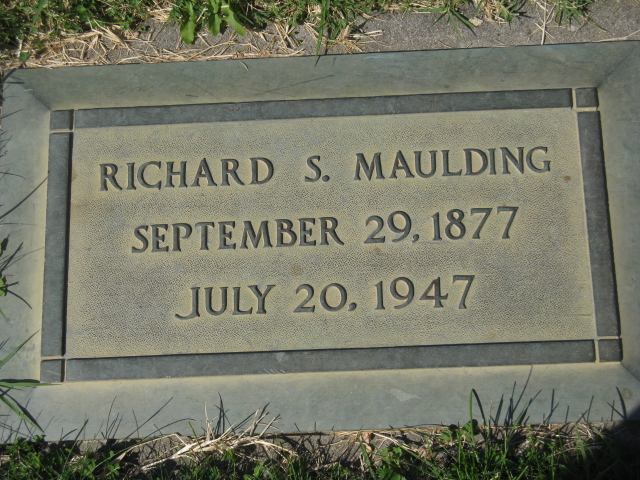 RICHARD S. MAULDING
SEPTEMBER 29, 1877
JULY 20, 1947